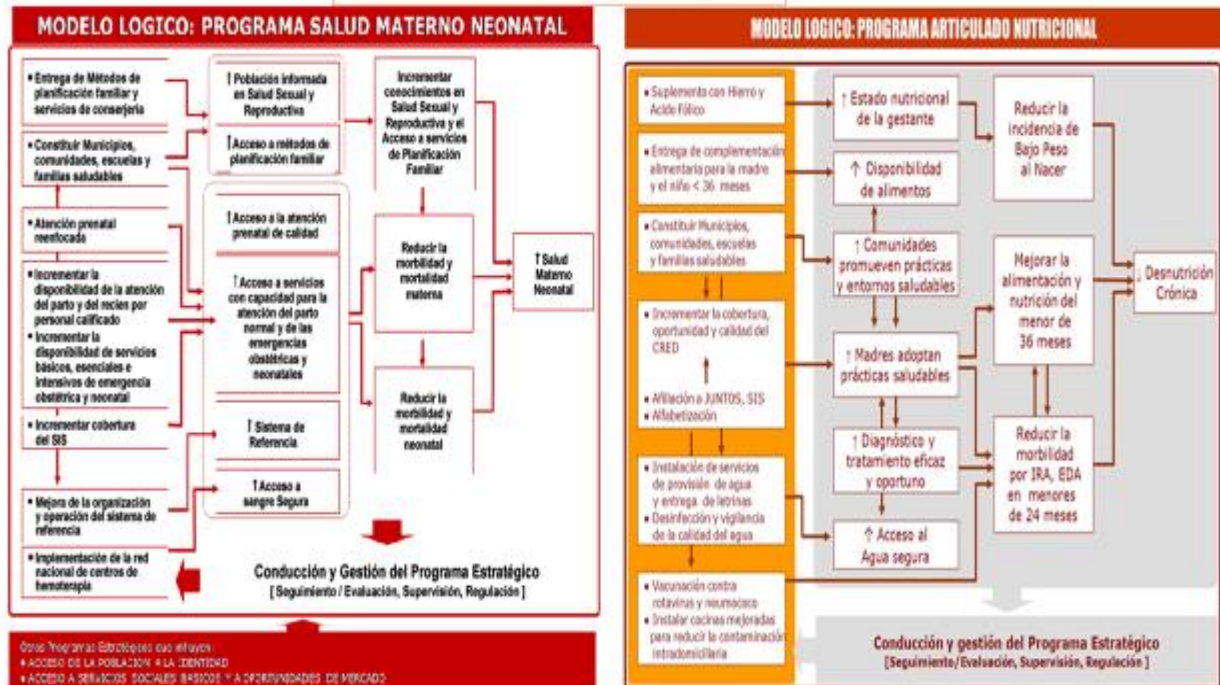 MODELO LOGICO: PROGRAMA SALUD MATERNO NEONATAL
▪ Entrega de Métodos de
planificación familiar y
servicios de consejeria
▪ Constituir Municipios,
comunidades, escuelas y
familias saludables
▪ Atención prenatal
reenfocada
▪ Incrementar la
disponibilidad de la atención
del parto y del recien por
personal calificado
▪ Incrementar la
disponibilidad de servicios
básicos, esenciales e
intensivos de emergencia
obstétrica y neonatal
▪ Incrementar cobertura
del SIS
▪ Mejora de la organización
y operación del sistema de
referencia
▪ Implementación de la red
nacional de centros de
hemoterapia
↑ Población informada
en Salud Sexual y
Reproductiva
↑ Acceso a métodos de
planificación familiar
↑ Acceso a la atención
prenatal de calidad
↑ Acceso a servicios
con capacidad para la
atención del parto
normal y de las
emergencias
obstétricas y
neonatales
↑ Sistema de
Referencia
↑ Acceso a
sangre Segura
Incrementar
conocimientos en
Salud Sexual y
Reproductiva y el
Acceso a servicios
de Planificación
Familiar
Reducir la
morbilidad y
mortalidad
materna
Reducir la
morbilidad y
mortalidad
neonatal
↑ Salud
Materno
Neonatal
Conducción y Gestión del Programa Estratégico
[ Seguimiento / Evaluación, Supervisión, Regulación ]
Otros Programas Estratégicos que influyen:
• ACCESO DE LA POBLACION A LA IDENTIDAD
• ACCESO A SERVICIOS SOCIALES BASICOS Y A OPORTUNIDADES DE MERCADO
MODELO LOGICO: PROGRAMA ARTICULADO NUTRICIONAL
▪ Suplemento con Hierro y
Acido Fólico
▪ Entrega de complementación
alimentaria para la madre
y el niño < 36 meses
▪ Constituir Municipios,
comunidades, escuelas
y familias saludables
▪ Incrementar la cobertura,
oportunidad y calidad del
CRED
▪ Afiliación a JUNTOS, SIS
▪ Alfabetización
▪ Instalación de servicios
de provisión de agua
y entrega de letrinas
▪ Desinfección y vigilancia
de la calidad del agua
▪ Vacunación contra
rotavirus y neumococo
▪ Instalar cocinas mejoradas
para reducir la contaminación
intradomiciliaria
↑ Estado nutricional
de la gestante
↑ Disponibilidad
de alimentos
↑ Comunidades
promueven prácticas
y entornos saludables
↑ Madres adoptan
prácticas saludables
↑ Diagnóstico y
tratamiento eficaz
y oportuno
↑ Acceso al
Agua segura
Reducir la
incidencia de
Bajo Peso
al Nacer
Mejorar la
alimentación y
nutrición del
menor de
36 meses
Reducir la
morbilidad
por IRA, EDA
en menores
de 24 meses
↓ Desnutrición
Crónica
Conducción y gestión del Programa Estratégico
[Seguimiento/Evaluación, Supervisión, Regulación ]